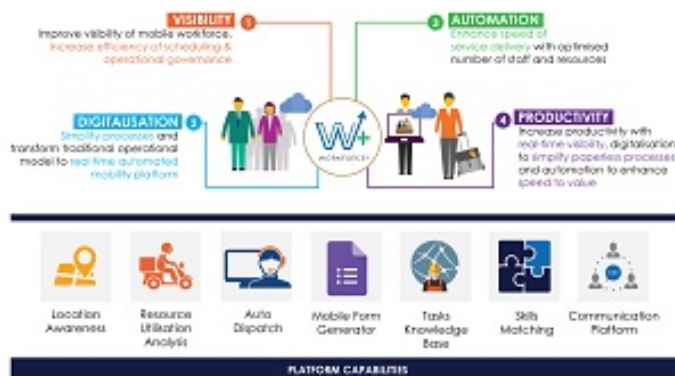 VISIBILITY 1
Improve visibility of mobile workforce.
Increase efficiency of scheduling &
operational governance
2 AUTOMATION
Enhance speed of
service delivery with optimised
number of staff and resources
DIGITALISATION 3
Simplify processes and
transform traditional operational
model to real time automated
mobility platform
W+
WORKFORCE+
4 PRODUCTIVITY
Increase productivity with
real-time visibility, digitalisation
to simplify paperless processes
and automation to enhance
speed to value
Location
Awareness
Resource
Utilisation
Analysis
Auto
Dispatch
Mobile Form
Generator
Tasks
Knowledge
Base
Skills
Matching
Communication
Platform
PLATFORM CAPABILITIES